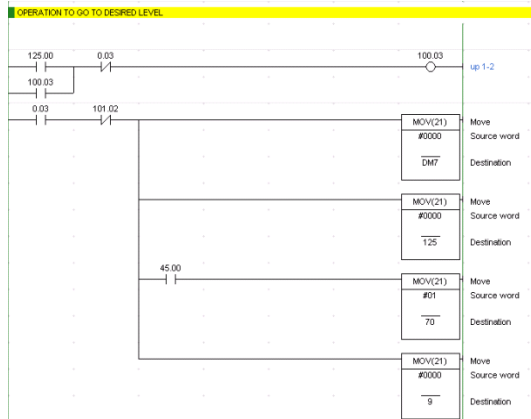 OPERATION TO GO TO DESIRED LEVEL
125.00 0.03 100.03
up 1-2
100.03
0.03 101.02
MOV(21) Move
#0000 Source word
DM7 Destination
MOV(21) Move
#0000 Source word
125 Destination
45.00
MOV(21) Move
#01 Source word
70 Destination
MOV(21) Move
#0000 Source word
9 Destination